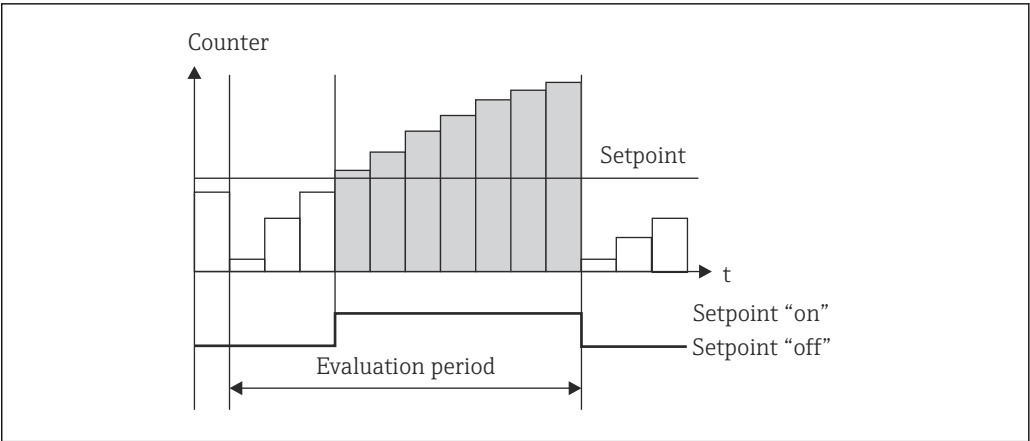 Counter
Setpoint
t
Setpoint “on”
Setpoint “off”
Evaluation period